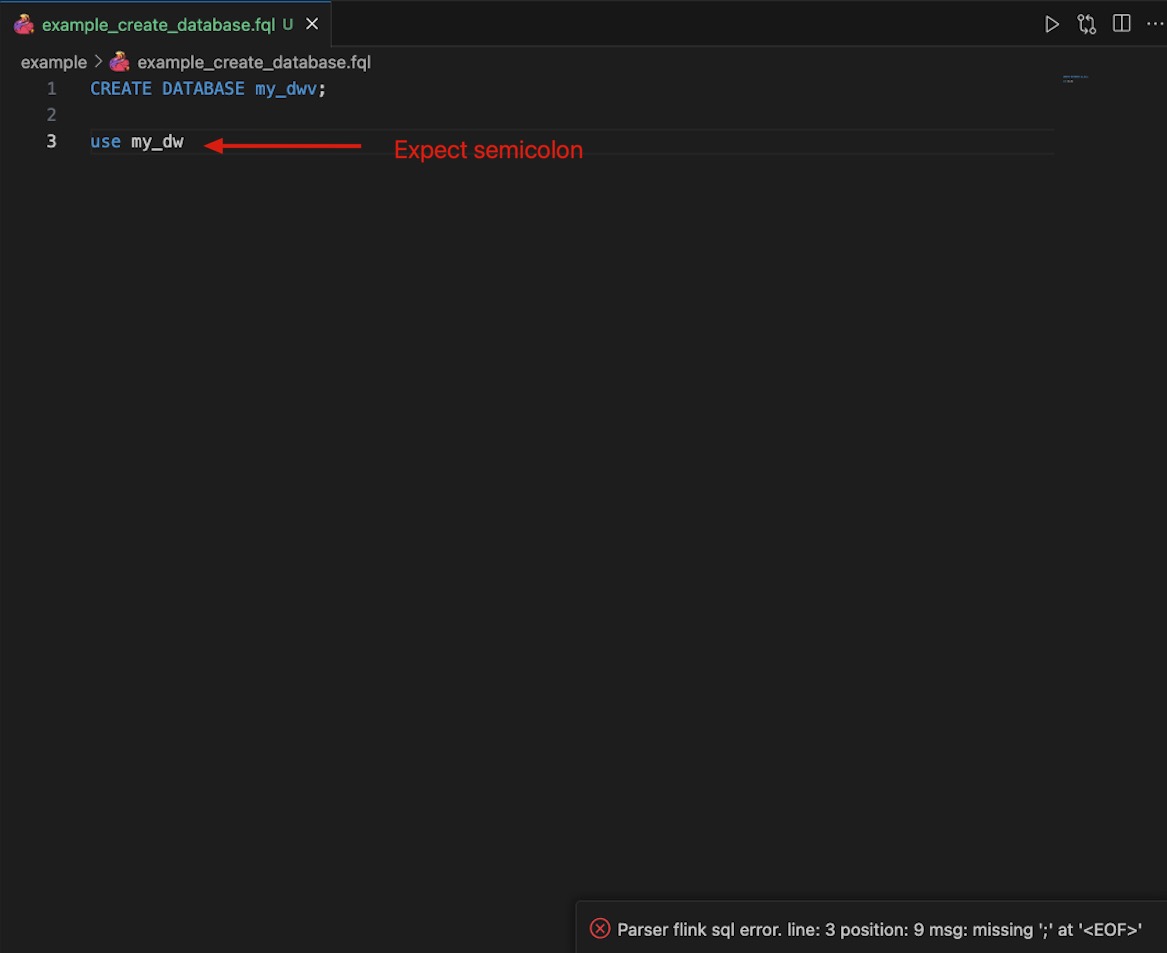 example_create_database.fql U
example > example_create_database.fql
1 CREATE DATABASE my_dwv;
2
3 use my_dw
Expect semicolon
Parser flink sql error. line: 3 position: 9 msg: missing ';' at '<EOF>'